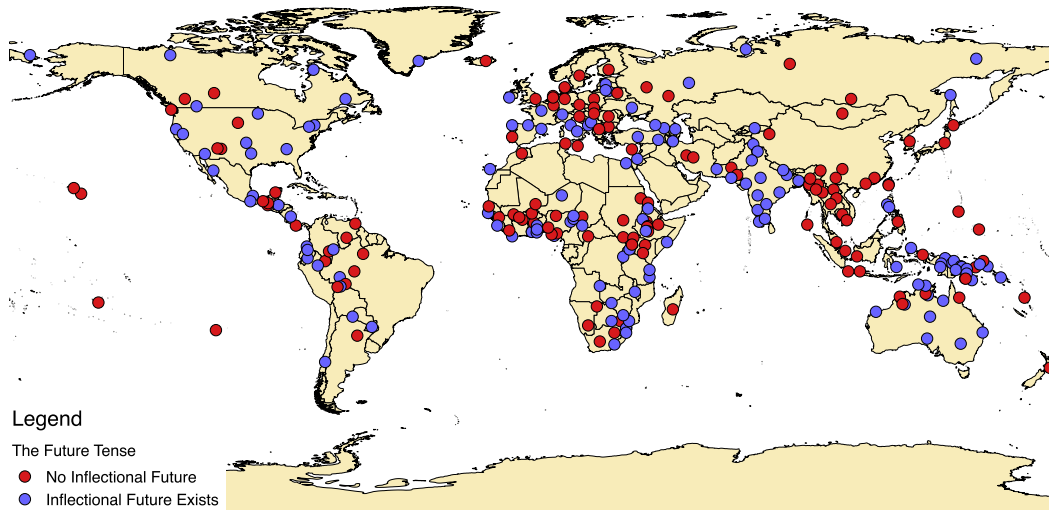 Legend
The Future Tense
No Inflectional Future
Inflectional Future Exists